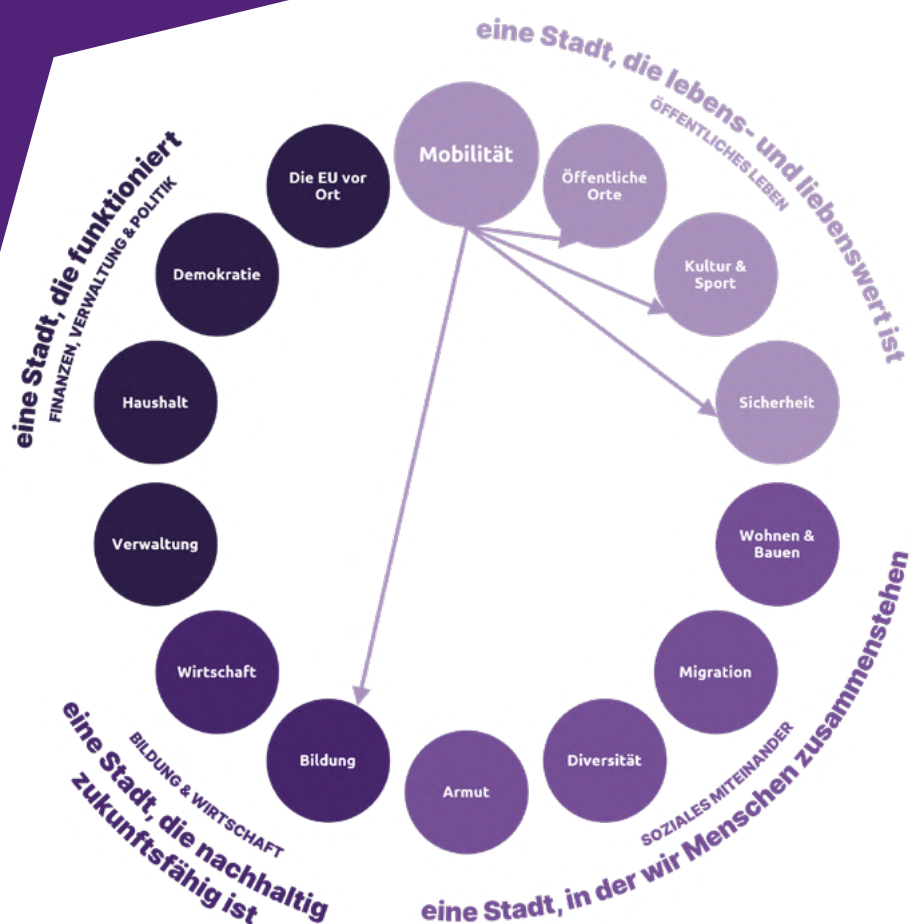 eine Stadt, die lebens- und liebenswert ist
ÖFFENTLICHES LEBEN
Mobilität
Öffentliche
Orte
Kultur &
Sport
Sicherheit
eine Stadt, in der wir Menschen zusammenstehen
SOZIALES MITEINANDER
Wohnen &
Bauen
Migration
Diversität
Armut
eine Stadt, die nachhaltig
zukunftsfähig ist
BILDUNG & WIRTSCHAFT
Bildung
Wirtschaft
eine Stadt, die funktioniert
FINANZEN, VERWALTUNG & POLITIK
Verwaltung
Haushalt
Demokratie
Die EU vor
Ort